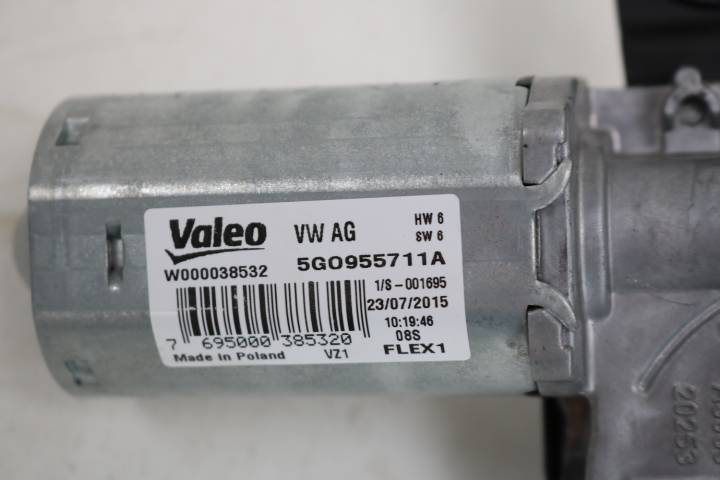 Valeo VW AG HW 6
SW 6
W000038532 5G0955711A
1/S-001695
23/07/2015
10:19:46
7 695000 385320 08S
Made in Poland VZ1 FLEX1
20253